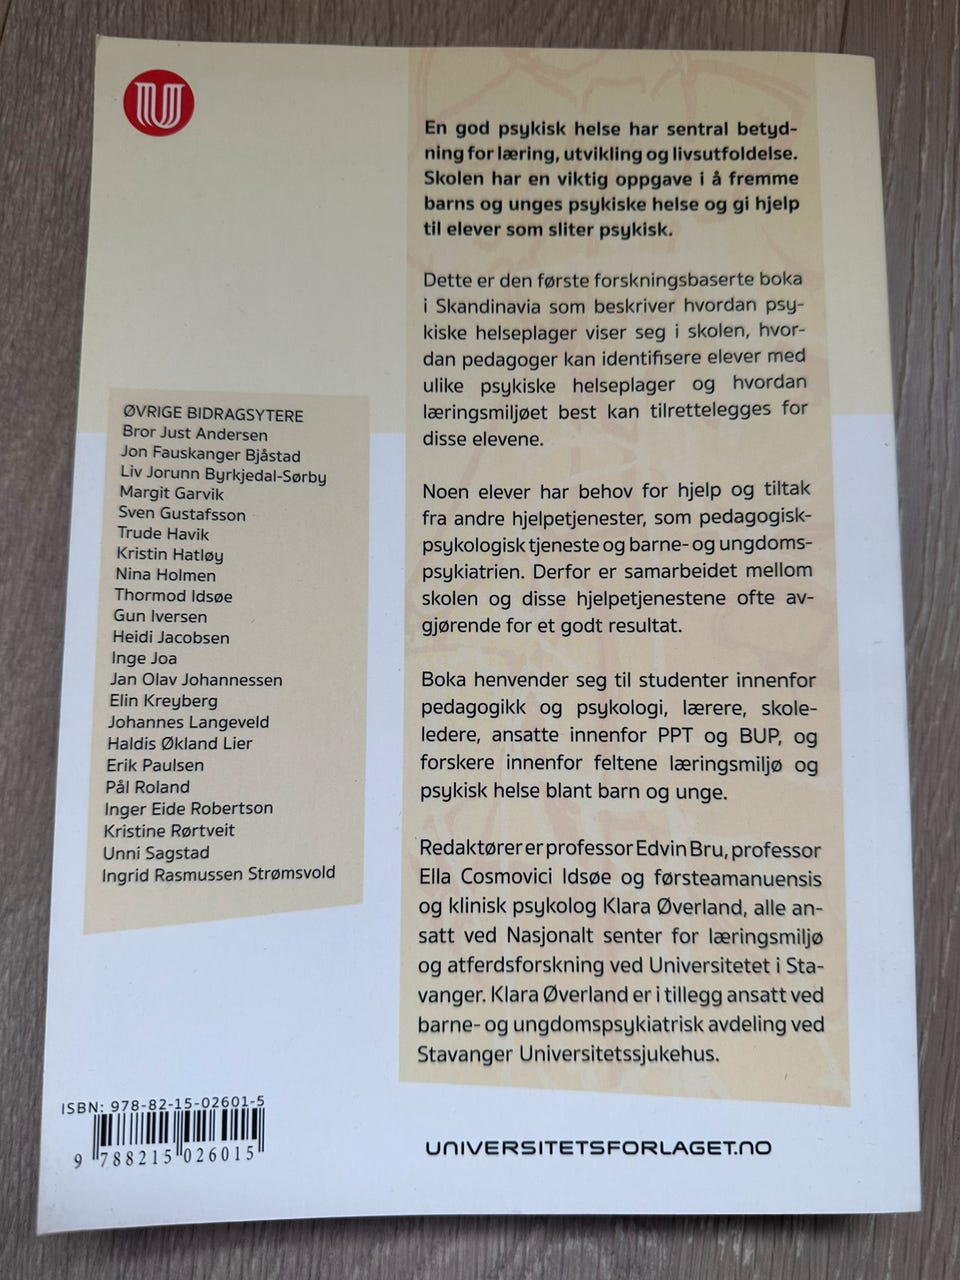 U
En god psykisk helse har sentral betyd-
ning for læring, utvikling og livsutfoldelse.
Skolen har en viktig oppgave i å fremme
barns og unges psykiske helse og gi hjelp
til elever som sliter psykisk.
Dette er den første forskningsbaserte boka
i Skandinavia som beskriver hvordan psy-
kiske helseplager viser seg i skolen, hvor-
dan pedagoger kan identifisere elever med
ulike psykiske helseplager og hvordan
læringsmiljøet best kan tilrettelegges for
disse elevene.
Noen elever har behov for hjelp og tiltak
fra andre hjelpetjenester, som pedagogisk-
psykologisk tjeneste og barne- og ungdoms-
psykiatrien. Derfor er samarbeidet mellom
skolen og disse hjelpetjenestene ofte av-
gjørende for et godt resultat.
Boka henvender seg til studenter innenfor
pedagogikk og psykologi, lærere, skole-
ledere, ansatte innenfor PPT og BUP, og
forskere innenfor feltene læringsmiljø og
psykisk helse blant barn og unge.
Redaktører er professor Edvin Bru, professor
Ella Cosmovici Idsøe og førsteamanuensis
og klinisk psykolog Klara Øverland, alle an-
satt ved Nasjonalt senter for læringsmiljø
og atferdsforskning ved Universitetet i Sta-
vanger. Klara Øverland er i tillegg ansatt ved
barne- og ungdomspsykiatrisk avdeling ved
Stavanger Universitetssjukehus.
ØVRIGE BIDRAGSYTERE
Bror Just Andersen
Jon Fauskanger Bjåstad
Liv Jorunn Byrkjedal-Sørby
Margit Garvik
Sven Gustafsson
Trude Havik
Kristin Hatløy
Nina Holmen
Thormod Idsøe
Gun Iversen
Heidi Jacobsen
Inge Joa
Jan Olav Johannessen
Elin Kreyberg
Johannes Langeveld
Haldis Økland Lier
Erik Paulsen
Pål Roland
Inger Eide Robertson
Kristine Rørtveit
Unni Sagstad
Ingrid Rasmussen Strømsvold
ISBN: 978-82-15-02601-5
9 788215 026015
UNIVERSITETSFORLAGET.NO